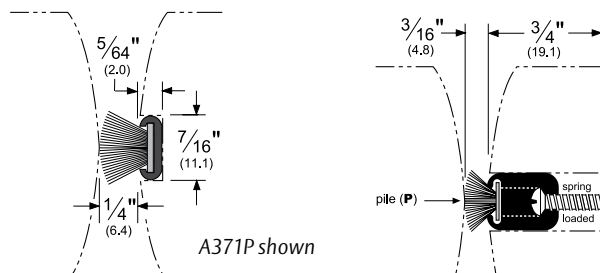 5/64"
(2.0)
7/16"
(11.1)
1/4"
(6.4)
A371P shown
3/16"
(4.8)
3/4"
(19.1)
pile (P)
spring
loaded